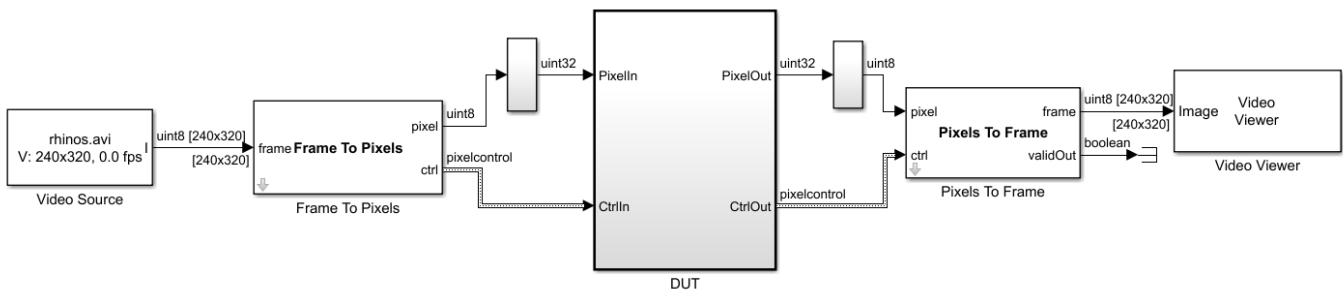 rhinos.avi
V: 240x320, 0.0 fps
I
Video Source
uint8 [240x320]
[240x320]
frame
Frame To Pixels
pixel
ctrl
Frame To Pixels
uint8
pixelcontrol
uint32
PixelIn
PixelOut
CtrlIn
CtrlOut
DUT
uint32
uint8
pixelcontrol
pixel
frame
Pixels To Frame
ctrl
validOut
Pixels To Frame
uint8 [240x320]
[240x320]
boolean
Image
Video
Viewer
Video Viewer